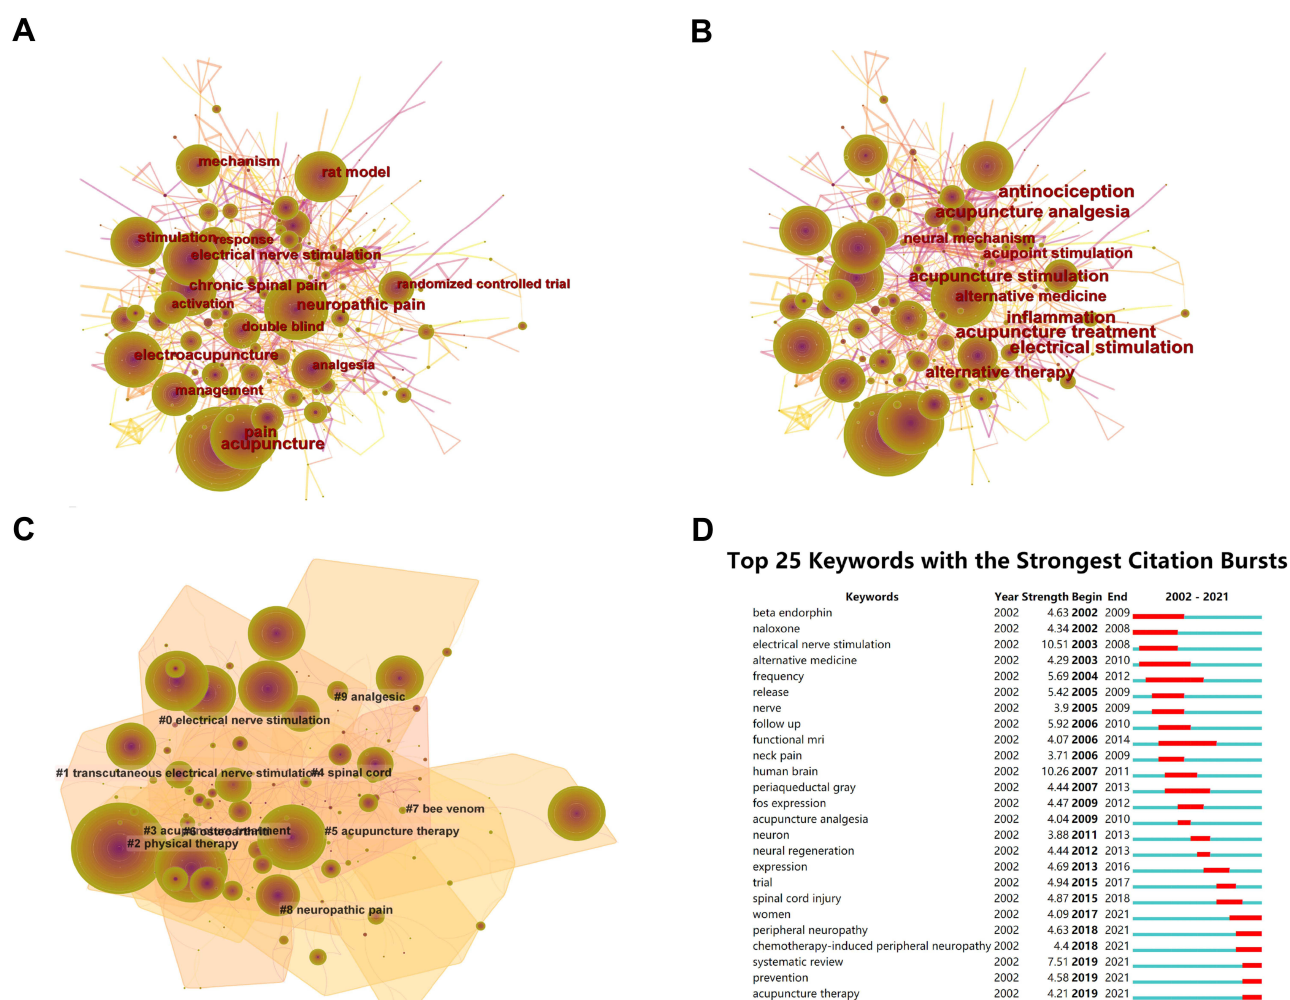 A
mechanism
rat model
stimulation
response
electrical nerve stimulation
chronic spinal pain
randomized controlled trial
activation
neuropathic pain
double blind
electroacupuncture
analgesia
management
pain
acupuncture
B
antinociception
acupuncture analgesia
neural mechanism
acupoint stimulation
acupuncture stimulation
alternative medicine
inflammation
acupuncture treatment
electrical stimulation
alternative therapy
C
#9 analgesic
#0 electrical nerve stimulation
#1 transcutaneous electrical nerve stimulation
#4 spinal cord
#7 bee venom
#3 acupuncture treatment
#6 osteoarthritis
#5 acupuncture therapy
#2 physical therapy
#8 neuropathic pain
D
Top 25 Keywords with the Strongest Citation Bursts
Keywords Year Strength Begin End 2002 - 2021
beta endorphin 2002 4.63 2002 2009
naloxone 2002 4.34 2002 2008
electrical nerve stimulation 2002 10.51 2003 2008
alternative medicine 2002 4.29 2003 2010
frequency 2002 5.69 2004 2012
release 2002 5.42 2005 2009
nerve 2002 3.9 2005 2009
follow up 2002 5.92 2006 2010
functional mri 2002 4.07 2006 2014
neck pain 2002 3.71 2006 2009
human brain 2002 10.26 2007 2011
periaqueductal gray 2002 4.44 2007 2013
fos expression 2002 4.47 2009 2012
acupuncture analgesia 2002 4.04 2009 2010
neuron 2002 3.88 2011 2013
neural regeneration 2002 4.44 2012 2013
expression 2002 4.69 2013 2016
trial 2002 4.94 2015 2017
spinal cord injury 2002 4.87 2015 2018
women 2002 4.09 2017 2021
peripheral neuropathy 2002 4.63 2018 2021
chemotherapy-induced peripheral neuropathy 2002 4.4 2018 2021
systematic review 2002 7.51 2019 2021
prevention 2002 4.58 2019 2021
acupuncture therapy 2002 4.21 2019 2021